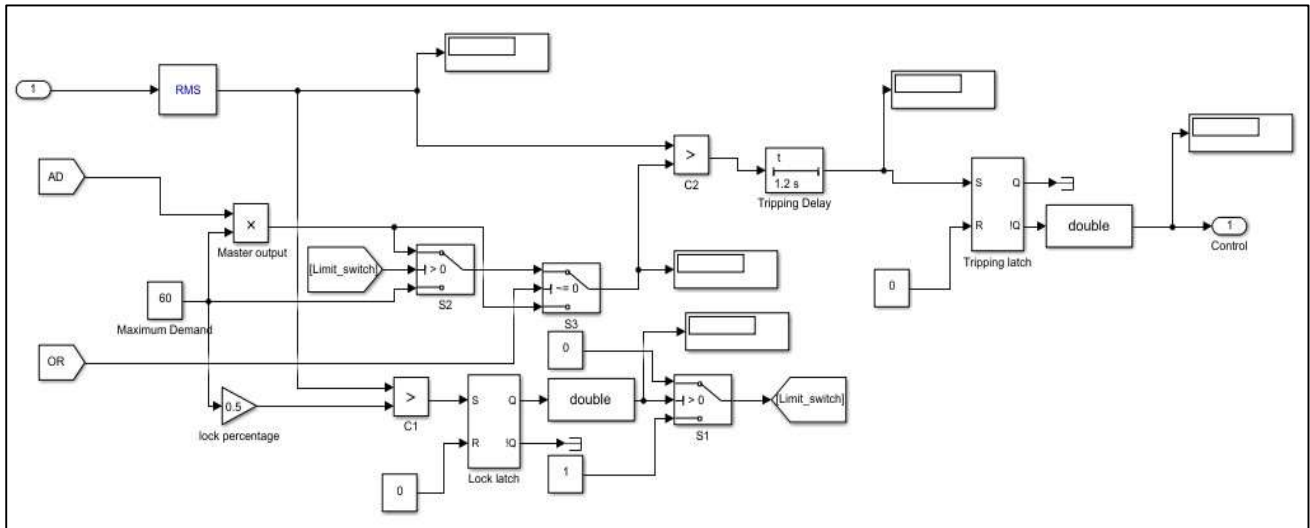 1
RMS
AD
×
Master output
[Limit_switch]
> 0
S2
~= 0
S3
60
Maximum Demand
OR
0.5
lock percentage
>
C1
0
S
R
Q
!Q
Lock latch
double
0
1
> 0
S1
[Limit_switch]
>
C2
t
1.2 s
Tripping Delay
0
S
R
Q
!Q
Tripping latch
double
1
Control